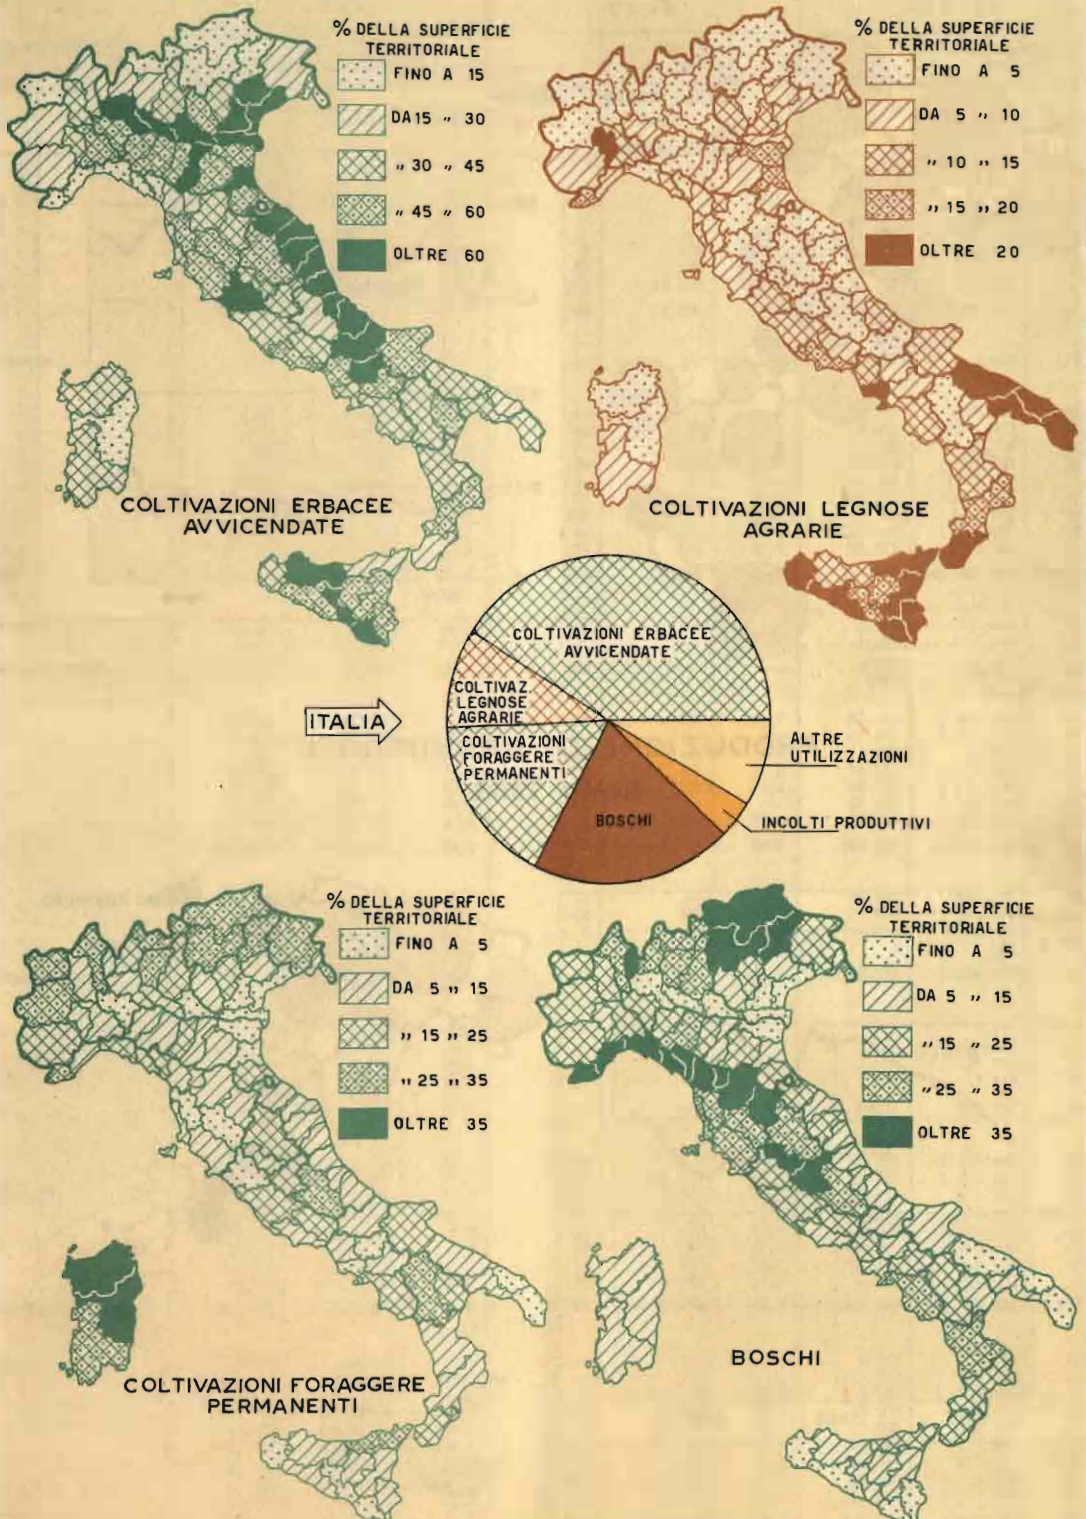 % DELLA SUPERFICIE
TERRITORIALE
FINO A 15
DA 15 „ 30
„ 30 „ 45
„ 45 „ 60
OLTRE 60
COLTIVAZIONI ERBACEE
AVVICENDATE
% DELLA SUPERFICIE
TERRITORIALE
FINO A 5
DA 5 „ 10
„ 10 „ 15
„ 15 „ 20
OLTRE 20
COLTIVAZIONI LEGNOSE
AGRARIE
ITALIA
COLTIVAZIONI ERBACEE
AVVICENDATE
COLTIVAZ.
LEGNOSE
AGRARIE
COLTIVAZIONI
FORAGGERE
PERMANENTI
BOSCHI
ALTRE
UTILIZZAZIONI
INCOLTI PRODUTTIVI
% DELLA SUPERFICIE
TERRITORIALE
FINO A 5
DA 5 „ 15
„ 15 „ 25
„ 25 „ 35
OLTRE 35
COLTIVAZIONI FORAGGERE
PERMANENTI
% DELLA SUPERFICIE
TERRITORIALE
FINO A 5
DA 5 „ 15
„ 15 „ 25
„ 25 „ 35
OLTRE 35
BOSCHI